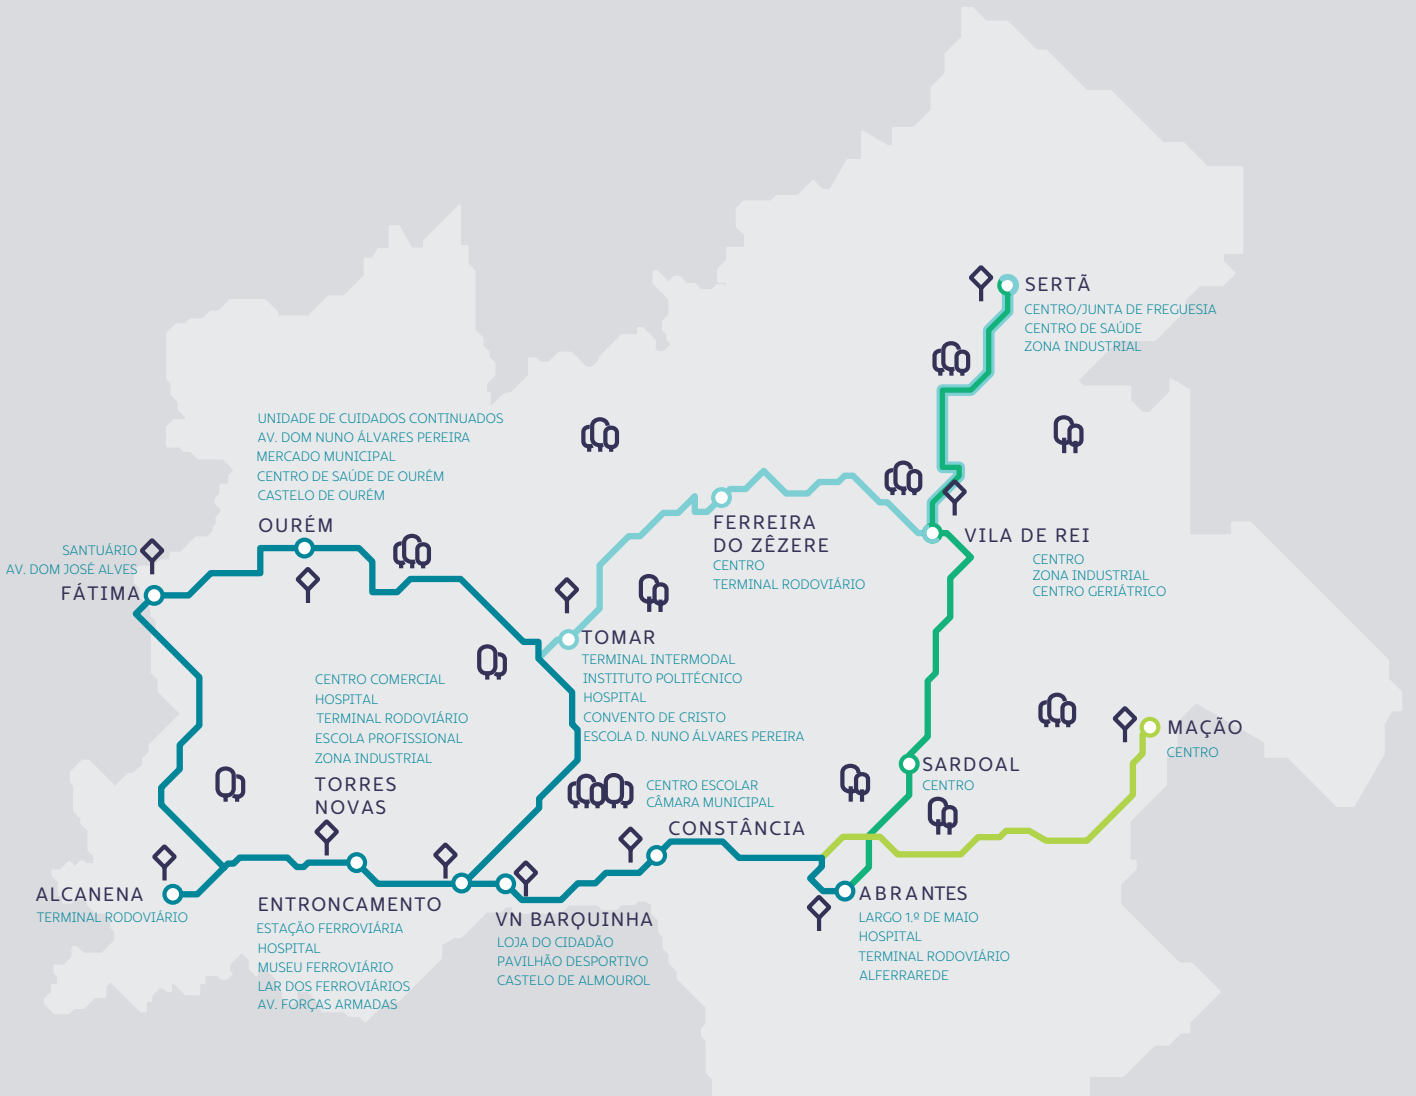 SERTÃ
CENTRO/JUNTA DE FREGUESIA
CENTRO DE SAÚDE
ZONA INDUSTRIAL
UNIDADE DE CUIDADOS CONTINUADOS
AV. DOM NUNO ÁLVARES PEREIRA
MERCADO MUNICIPAL
CENTRO DE SAÚDE DE OURÉM
CASTELO DE OURÉM
OURÉM
SANTUÁRIO
AV. DOM JOSÉ ALVES
FÁTIMA
FERREIRA
DO ZÊZERE
CENTRO
TERMINAL RODOVIÁRIO
VILA DE REI
CENTRO
ZONA INDUSTRIAL
CENTRO GERIÁTRICO
TOMAR
TERMINAL INTERMODAL
INSTITUTO POLITÉCNICO
HOSPITAL
CONVENTO DE CRISTO
ESCOLA D. NUNO ÁLVARES PEREIRA
CENTRO COMERCIAL
HOSPITAL
TERMINAL RODOVIÁRIO
ESCOLA PROFISSIONAL
ZONA INDUSTRIAL
TORRES
NOVAS
MAÇÃO
CENTRO
SARDOAL
CENTRO
CENTRO ESCOLAR
CÂMARA MUNICIPAL
CONSTÂNCIA
ALCANENA
TERMINAL RODOVIÁRIO
ENTRONCAMENTO
ESTAÇÃO FERROVIÁRIA
HOSPITAL
MUSEU FERROVIÁRIO
LAR DOS FERROVIÁRIOS
AV. FORÇAS ARMADAS
VN BARQUINHA
LOJA DO CIDADÃO
PAVILHÃO DESPORTIVO
CASTELO DE ALMOUROL
ABRANTES
LARGO 1.º DE MAIO
HOSPITAL
TERMINAL RODOVIÁRIO
ALFERRAREDE